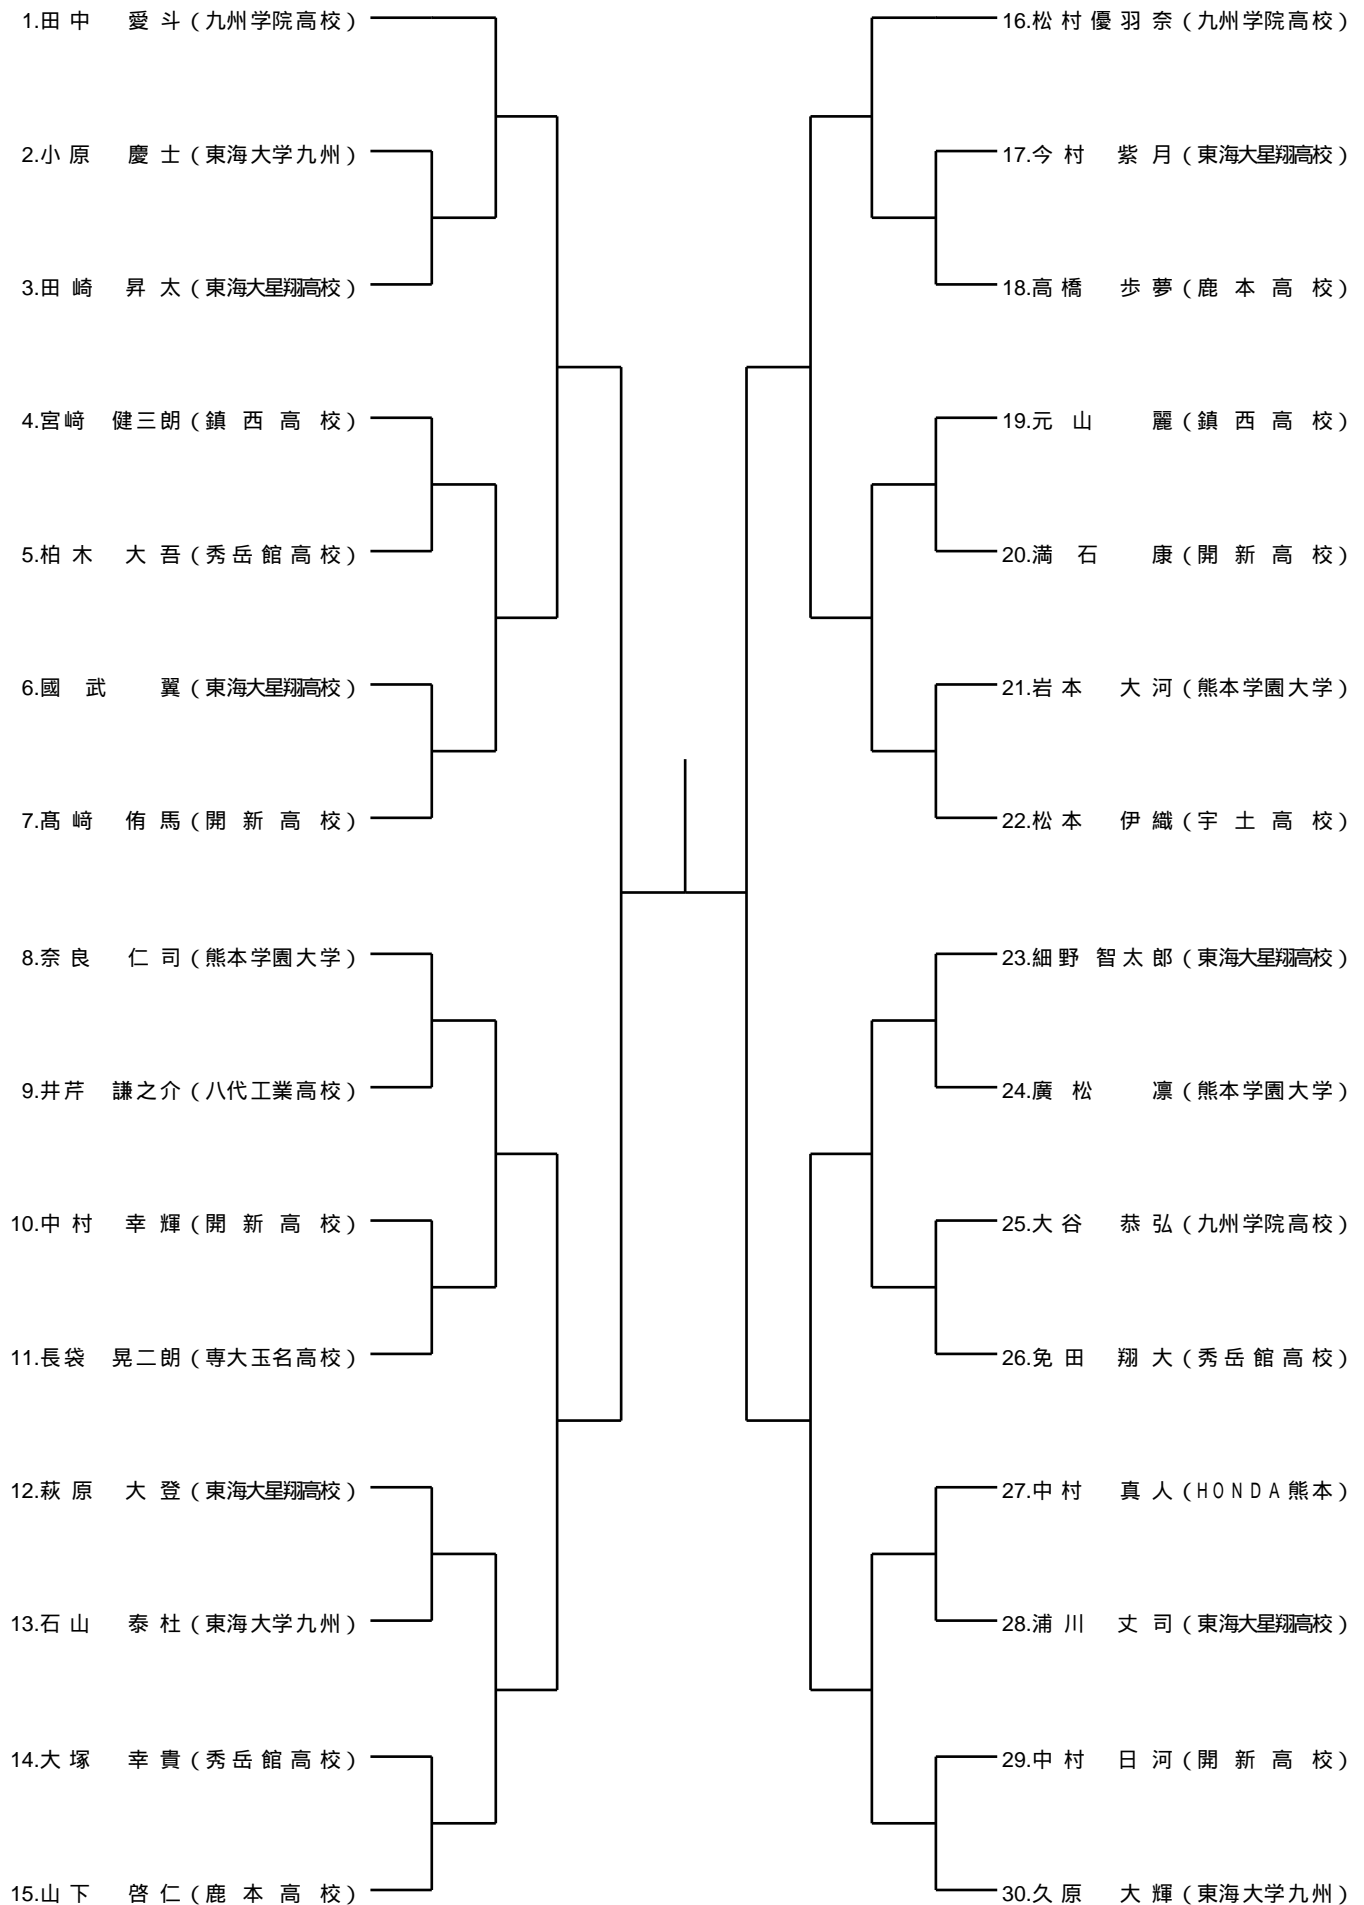 1.田中 愛斗(九州学院高校)
2.小原 慶士(東海大学九州)
3.田崎 昇太(東海大星翔高校)
4.宮﨑 健三朗(鎮西高校)
5.柏木 大吾(秀岳館高校)
6.國武 翼(東海大星翔高校)
7.髙﨑 侑馬(開新高校)
8.奈良 仁司(熊本学園大学)
9.井芹 謙之介(八代工業高校)
10.中村 幸輝(開新高校)
11.長袋 晃二朗(専大玉名高校)
12.萩原 大登(東海大星翔高校)
13.石山 泰杜(東海大学九州)
14.大塚 幸貴(秀岳館高校)
15.山下 啓仁(鹿本高校)
16.松村優羽奈(九州学院高校)
17.今村 紫月(東海大星翔高校)
18.高橋 歩夢(鹿本高校)
19.元山 麗(鎮西高校)
20.満石 康(開新高校)
21.岩本 大河(熊本学園大学)
22.松本 伊織(宇土高校)
23.細野 智太郎(東海大星翔高校)
24.廣松 凛(熊本学園大学)
25.大谷 恭弘(九州学院高校)
26.免田 翔大(秀岳館高校)
27.中村 真人(HONDA熊本)
28.浦川 丈司(東海大星翔高校)
29.中村 日河(開新高校)
30.久原 大輝(東海大学九州)